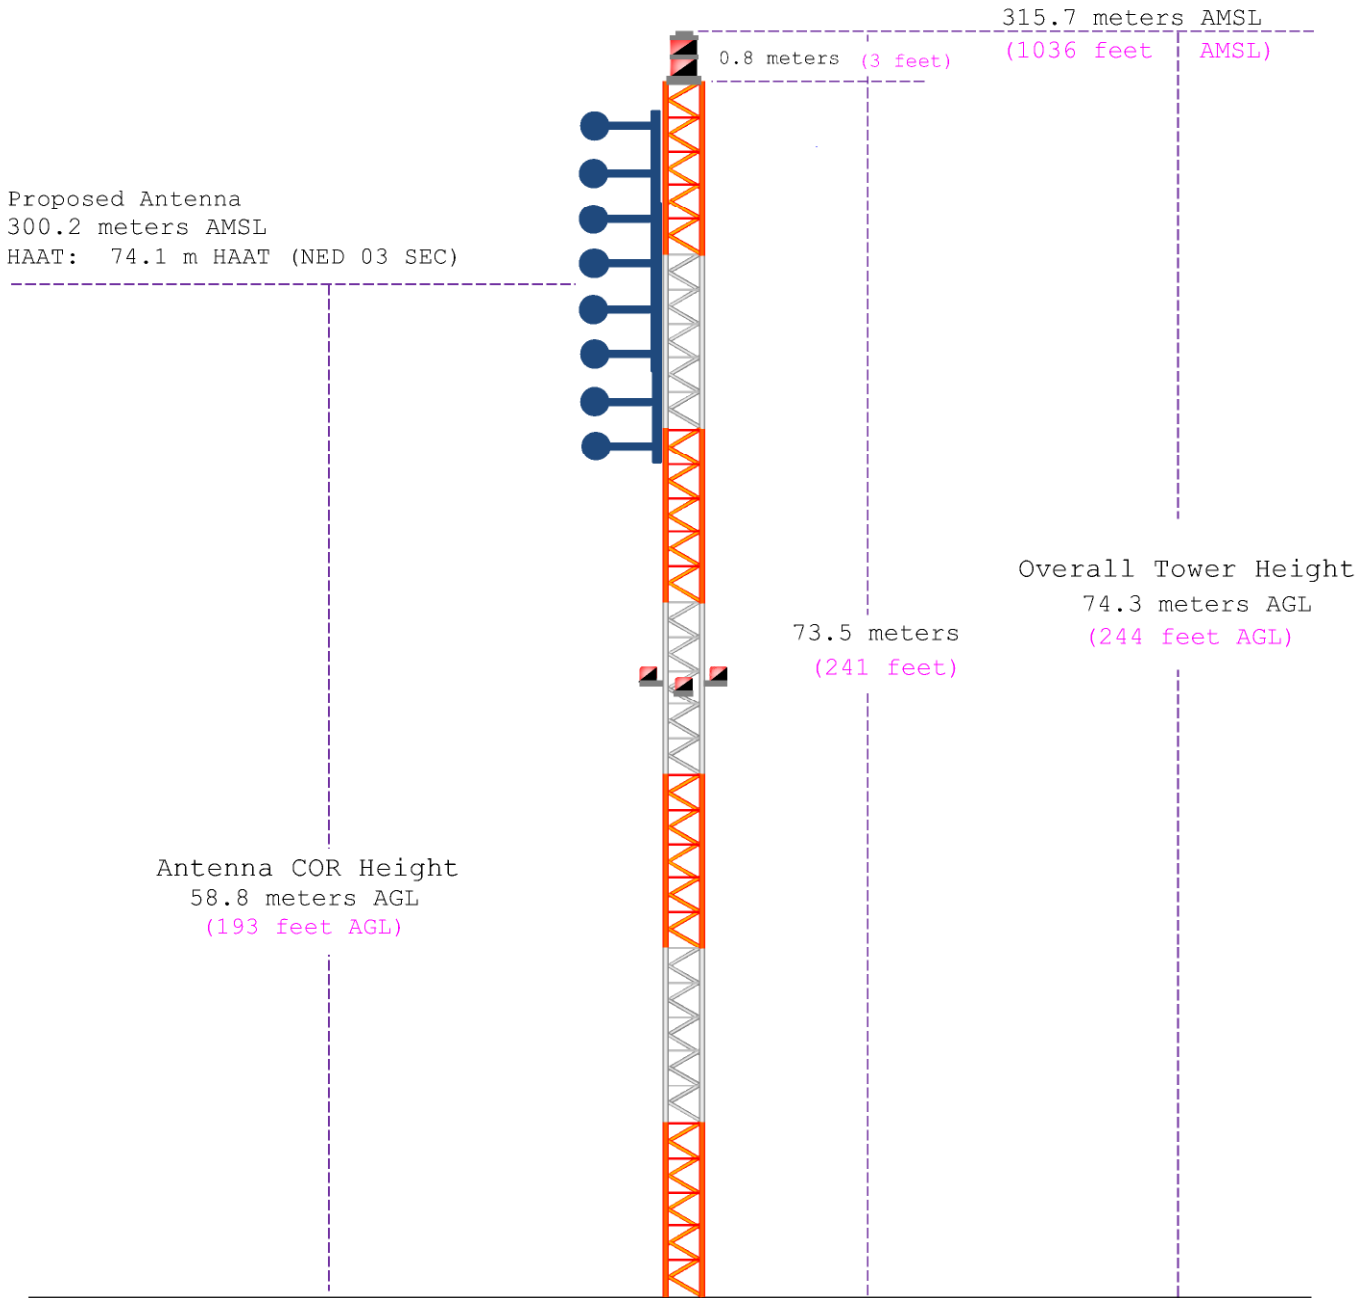 315.7 meters AMSL
(1036 feet AMSL)
0.8 meters (3 feet)
Proposed Antenna
300.2 meters AMSL
HAAT: 74.1 m HAAT (NED 03 SEC)
Overall Tower Height
74.3 meters AGL
(244 feet AGL)
73.5 meters
(241 feet)
Antenna COR Height
58.8 meters AGL
(193 feet AGL)